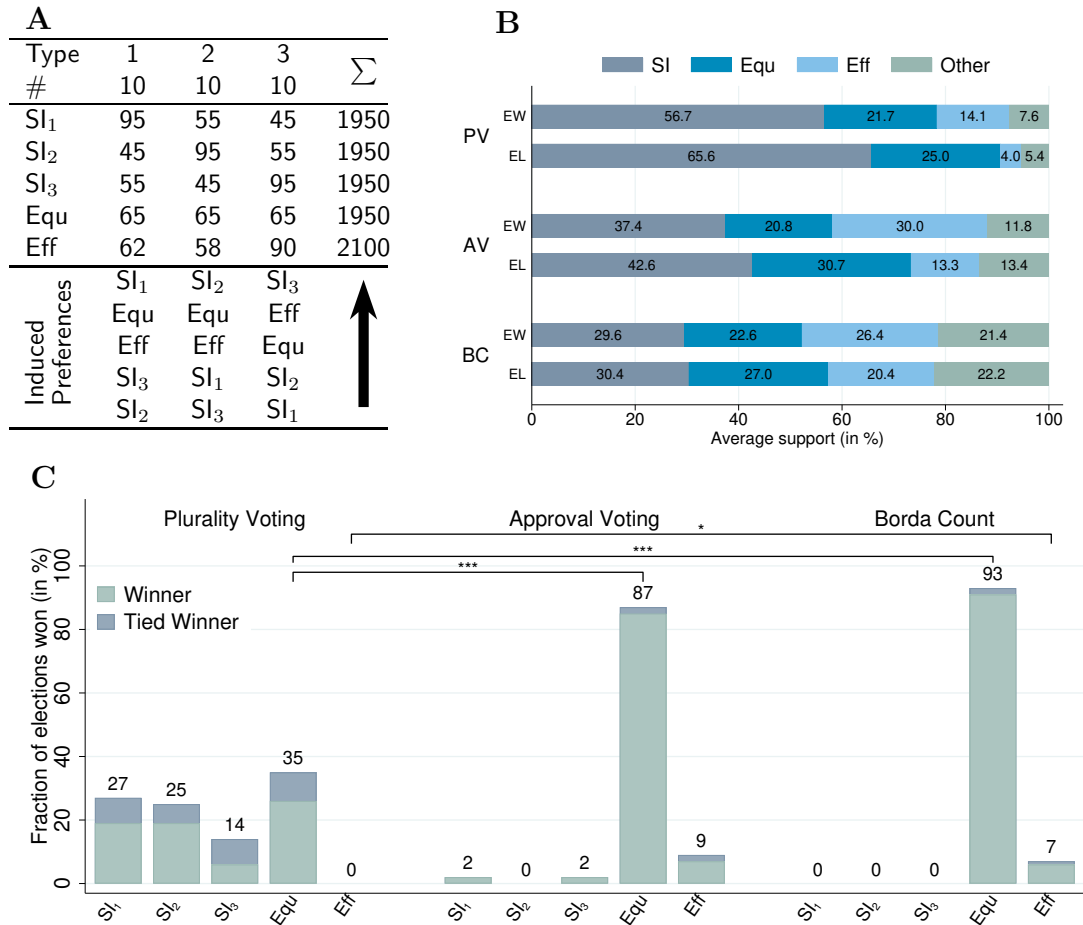 A
Type 1 2 3 ∑
# 10 10 10
SI₁ 95 55 45 1950
SI₂ 45 95 55 1950
SI₃ 55 45 95 1950
Equ 65 65 65 1950
Eff 62 58 90 2100
Induced Preferences
SI₁ SI₂ SI₃
Equ Equ Eff
Eff Eff Equ
SI₃ SI₁ SI₂
SI₂ SI₃ SI₁
B
SI Equ Eff Other
PV
EW 56.7 21.7 14.1 7.6
EL 65.6 25.0 4.0 5.4
AV
EW 37.4 20.8 30.0 11.8
EL 42.6 30.7 13.3 13.4
BC
EW 29.6 22.6 26.4 21.4
EL 30.4 27.0 20.4 22.2
0 20 40 60 80 100
Average support (in %)
C
Plurality Voting Approval Voting Borda Count
*
***
***
Winner
Tied Winner
Fraction of elections won (in %)
100
80
60
40
20
0
27 25 14 35 0 2 0 2 87 9 0 0 0 93 7
SI₁ SI₂ SI₃ Equ Eff SI₁ SI₂ SI₃ Equ Eff SI₁ SI₂ SI₃ Equ Eff